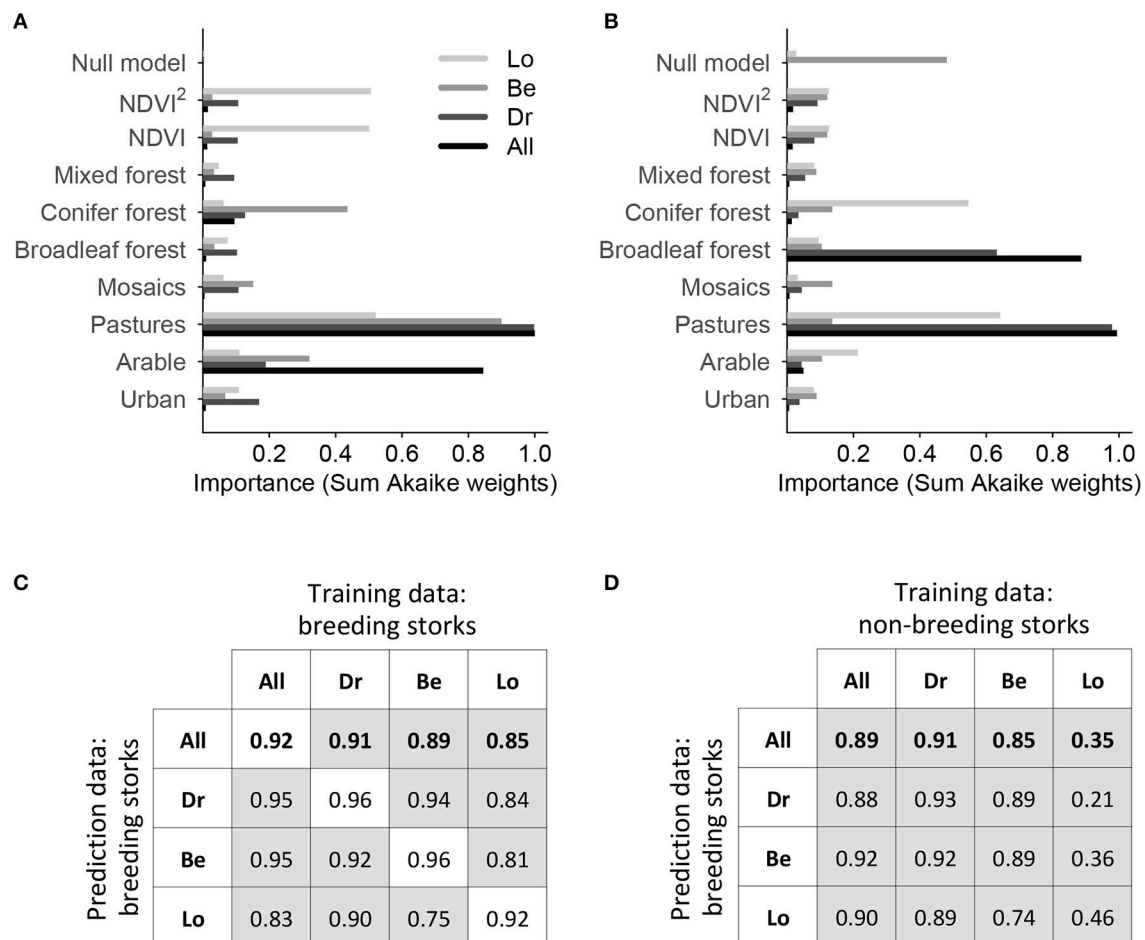 A
Null model
NDVI²
NDVI
Mixed forest
Conifer forest
Broadleaf forest
Mosaics
Pastures
Arable
Urban
Lo
Be
Dr
All
0.2 0.4 0.6 0.8 1.0
Importance (Sum Akaike weights)
B
Null model
NDVI²
NDVI
Mixed forest
Conifer forest
Broadleaf forest
Mosaics
Pastures
Arable
Urban
0.2 0.4 0.6 0.8 1.0
Importance (Sum Akaike weights)
C
Training data:
breeding storks
Prediction data:
breeding storks
All Dr Be Lo
All 0.92 0.91 0.89 0.85
Dr 0.95 0.96 0.94 0.84
Be 0.95 0.92 0.96 0.81
Lo 0.83 0.90 0.75 0.92
D
Training data:
non-breeding storks
Prediction data:
breeding storks
All Dr Be Lo
All 0.89 0.91 0.85 0.35
Dr 0.88 0.93 0.89 0.21
Be 0.92 0.92 0.89 0.36
Lo 0.90 0.89 0.74 0.46